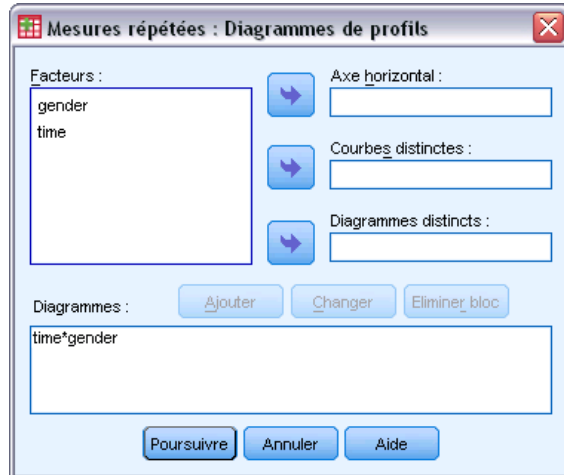 Mesures répétées : Diagrammes de profils
Facteurs :
gender
time
Axe horizontal :
Courbes distinctes :
Diagrammes distincts :
Diagrammes :
Ajouter
Changer
Eliminer bloc
time*gender
Poursuivre
Annuler
Aide